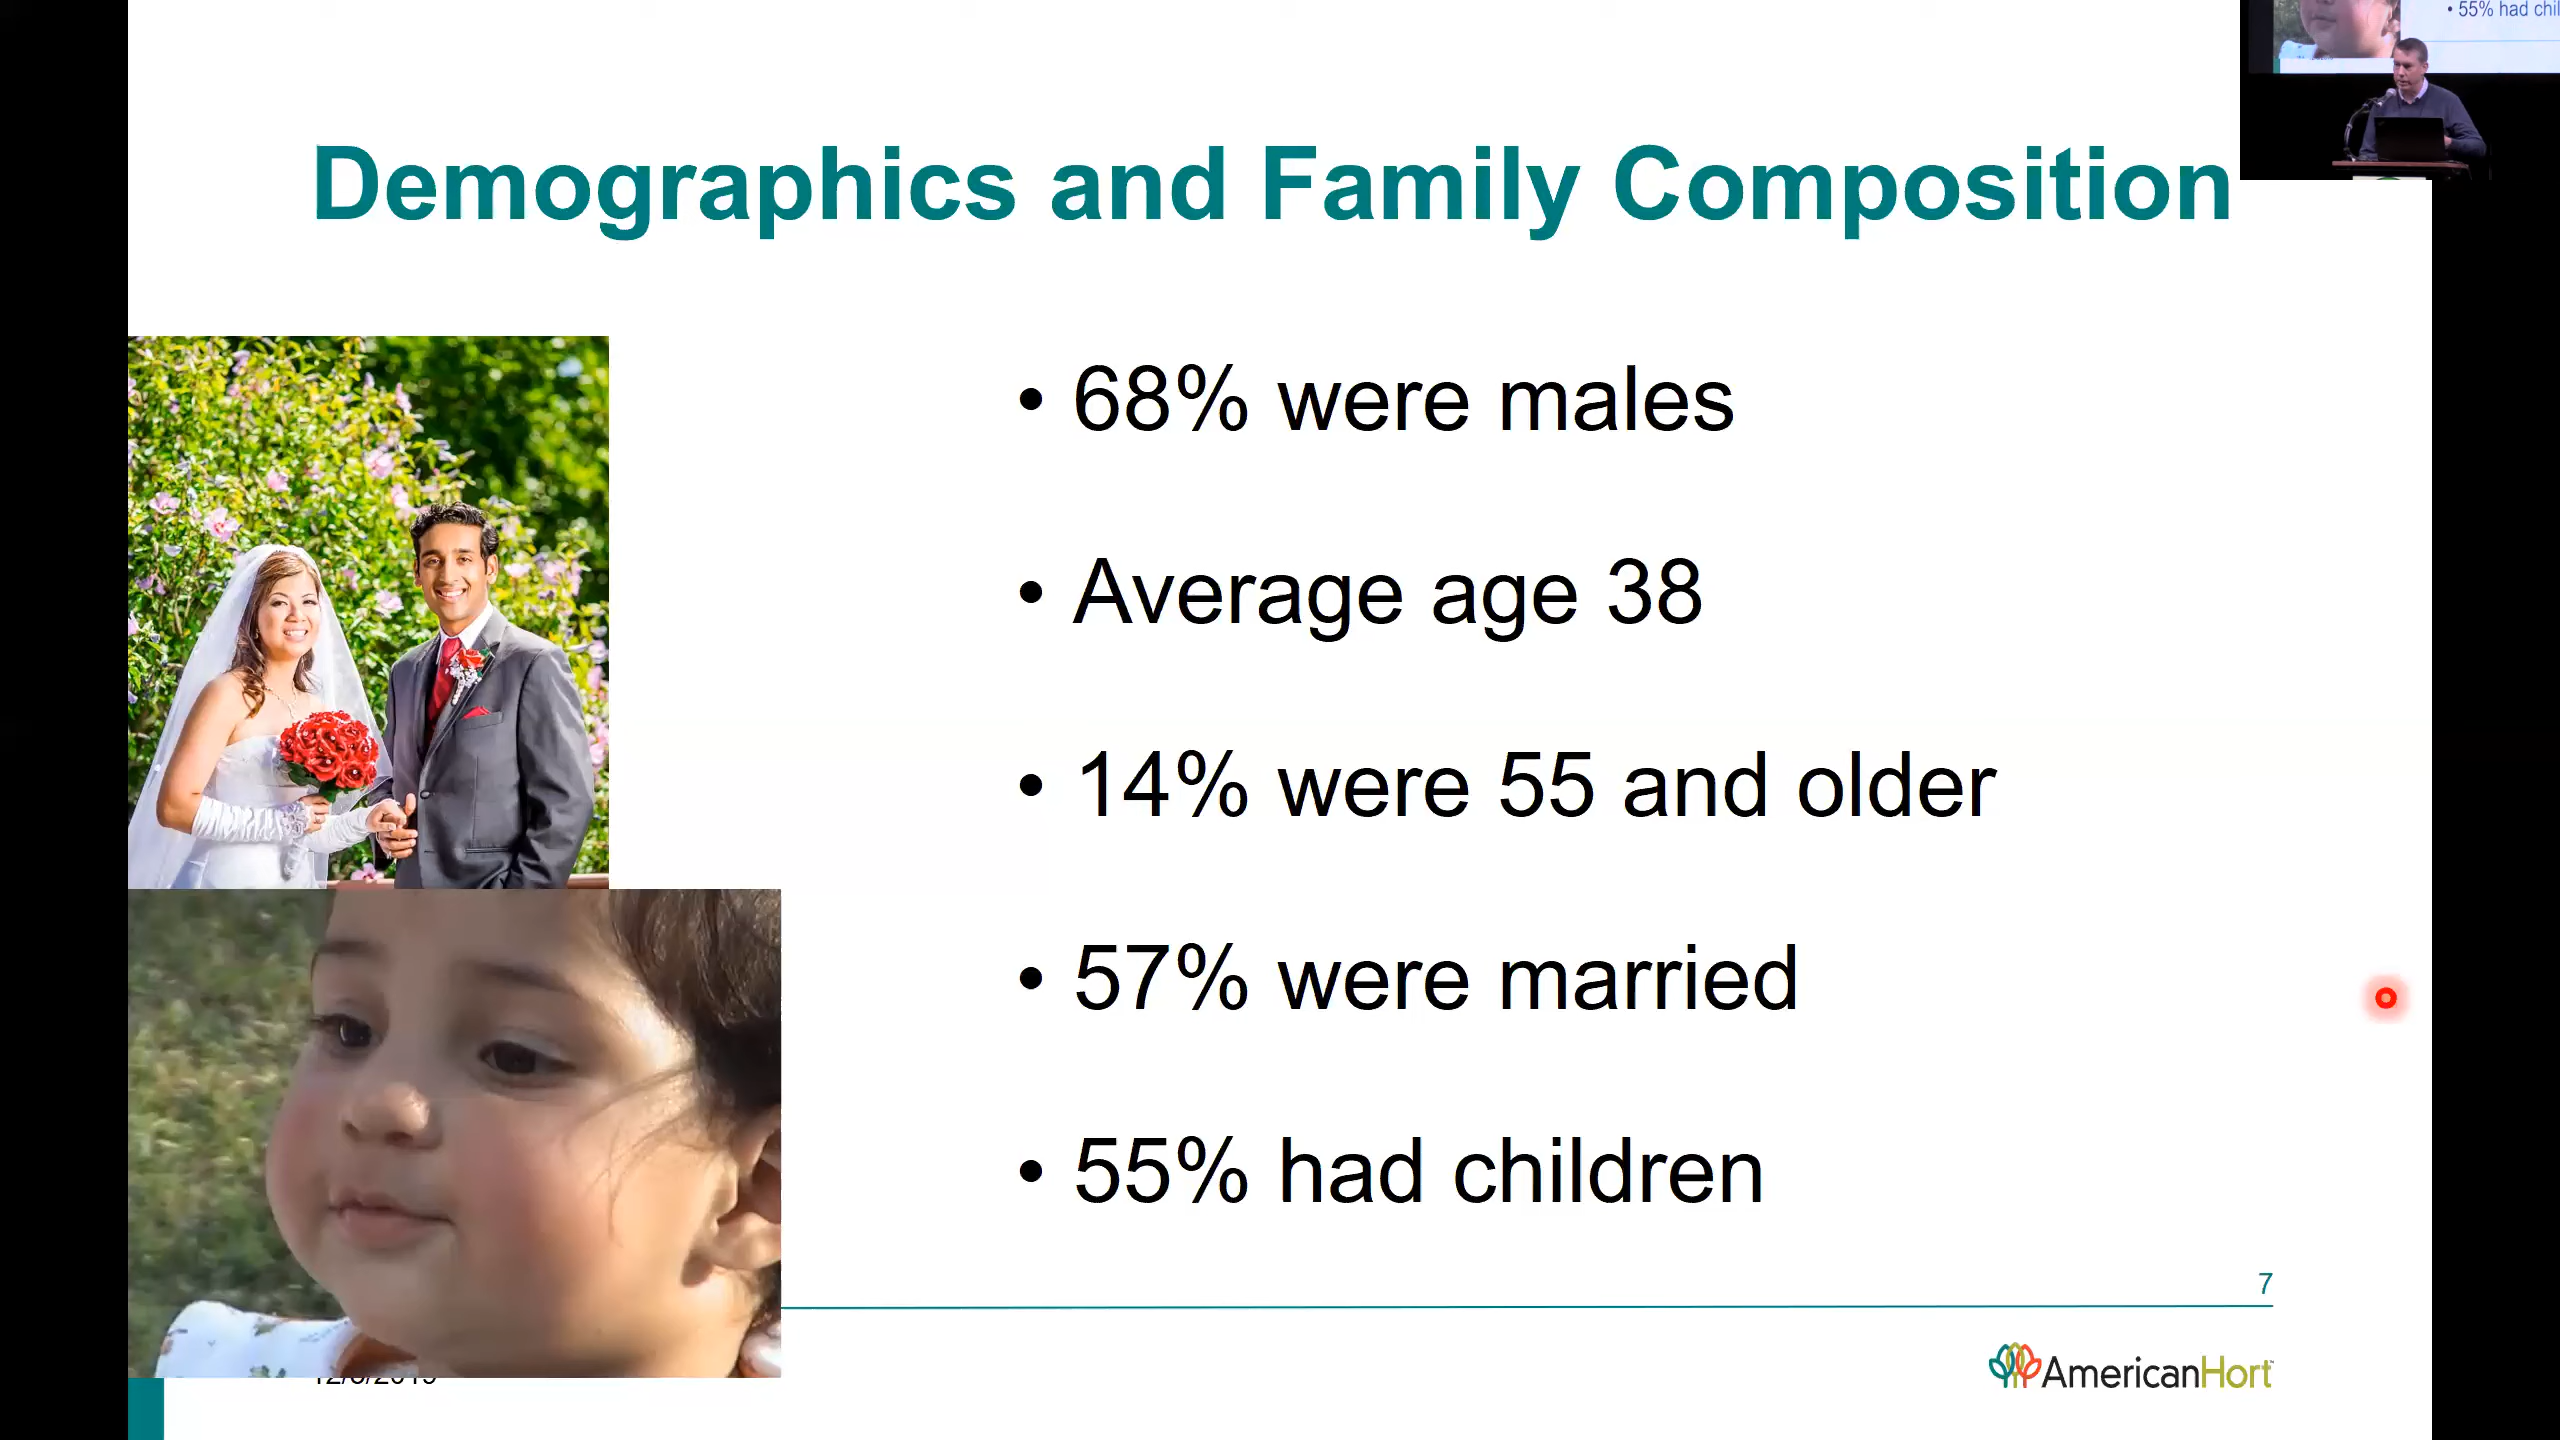 Demographics and Family Composition
• 55% had chil
• 68% were males
• Average age 38
• 14% were 55 and older
• 57% were married
• 55% had children
7
AmericanHort